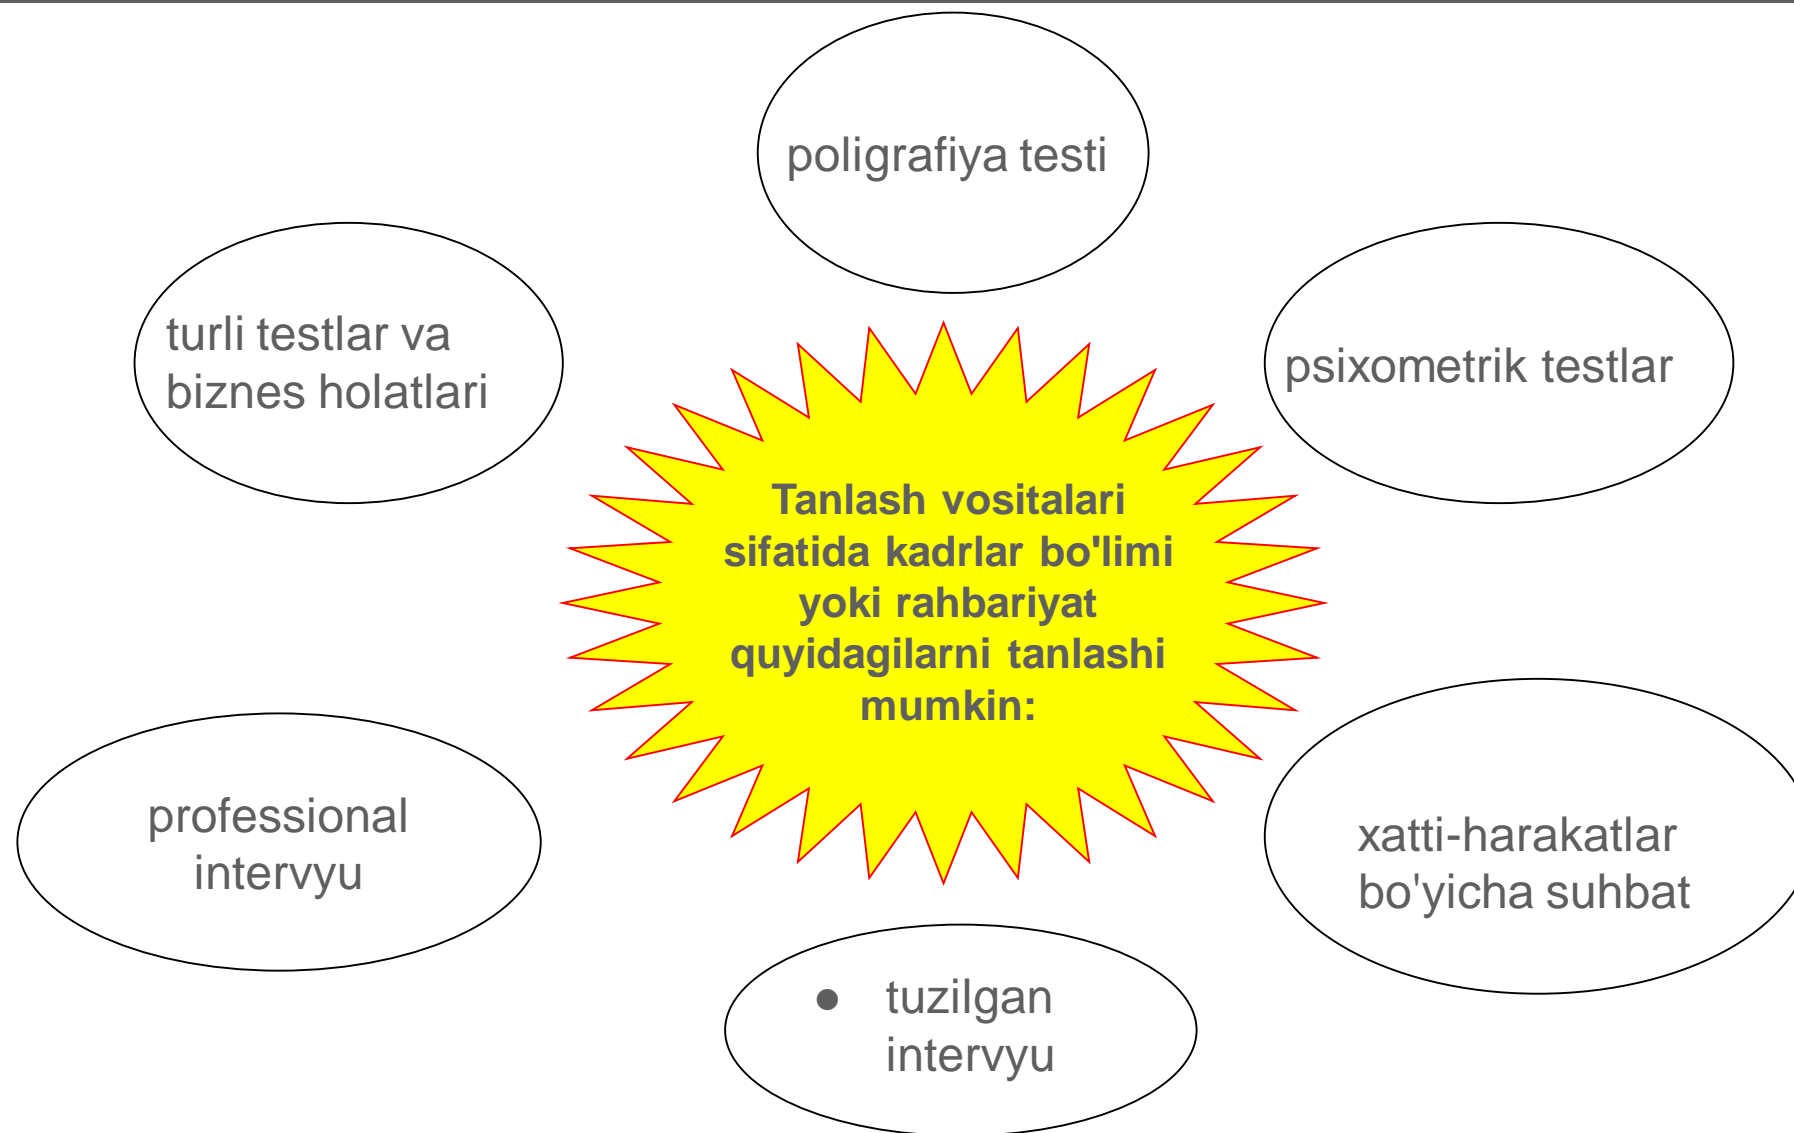 poligrafiya testi
turli testlar va
biznes holatlari
psixometrik testlar
Tanlash vositalari
sifatida kadrlar bo'limi
yoki rahbariyat
quyidagilarni tanlashi
mumkin:
professional
intervyu
xatti-harakatlar
bo'yicha suhbat
● tuzilgan
intervyu